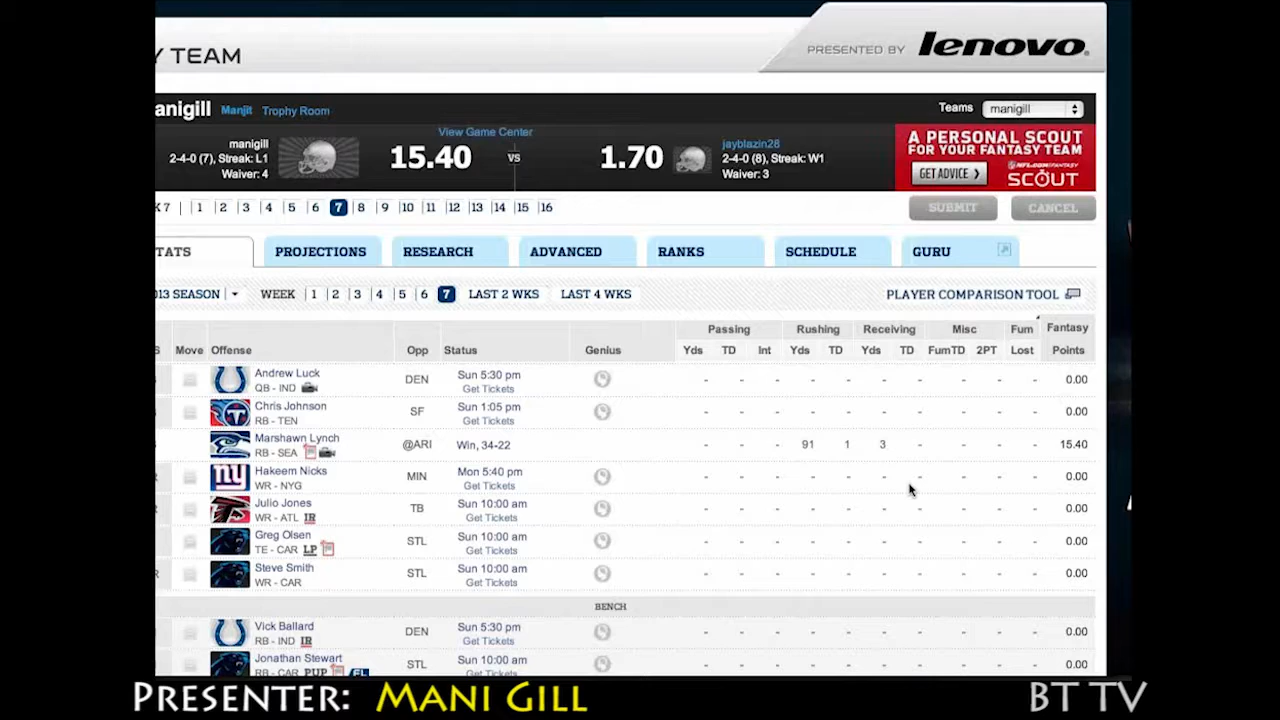 Y TEAM
PRESENTED BY lenovo.
anigill Manjit Trophy Room
Teams manigill
View Game Center
manigill
2-4-0 (7), Streak: L1
Waiver: 4
15.40 VS 1.70
jayblazin28
2-4-0 (8), Streak: W1
Waiver: 3
A PERSONAL SCOUT
FOR YOUR FANTASY TEAM
GET ADVICE
NFL.COM/FANTASY
SCOUT
K 7 1 2 3 4 5 6 7 8 9 10 11 12 13 14 15 16
SUBMIT CANCEL
TATS PROJECTIONS RESEARCH ADVANCED RANKS SCHEDULE GURU
013 SEASON WEEK 1 2 3 4 5 6 7 LAST 2 WKS LAST 4 WKS PLAYER COMPARISON TOOL
Passing Rushing Receiving Misc Fum Fantasy
S Move Offense Opp Status Genius Yds TD Int Yds TD Yds TD FumTD 2PT Lost Points
Andrew Luck DEN Sun 5:30 pm - - - - - - - - - - 0.00
QB - IND Get Tickets
Chris Johnson SF Sun 1:05 pm - - - - - - - - - - 0.00
RB - TEN Get Tickets
Marshawn Lynch @ARI Win, 34-22 - - - 91 1 3 - - - - 15.40
RB - SEA
Hakeem Nicks MIN Mon 5:40 pm - - - - - - - - - - 0.00
WR - NYG Get Tickets
Julio Jones TB Sun 10:00 am - - - - - - - - - - 0.00
WR - ATL IR Get Tickets
Greg Olsen STL Sun 10:00 am - - - - - - - - - - 0.00
TE - CAR LP Get Tickets
Steve Smith STL Sun 10:00 am - - - - - - - - - - 0.00
WR - CAR Get Tickets
BENCH
Vick Ballard DEN Sun 5:30 pm - - - - - - - - - - 0.00
RB - IND IR Get Tickets
Jonathan Stewart STL Sun 10:00 am - - - - - - - - - - 0.00
RB - CAR PUP Get Tickets
PRESENTER: MANI GILL BT TV